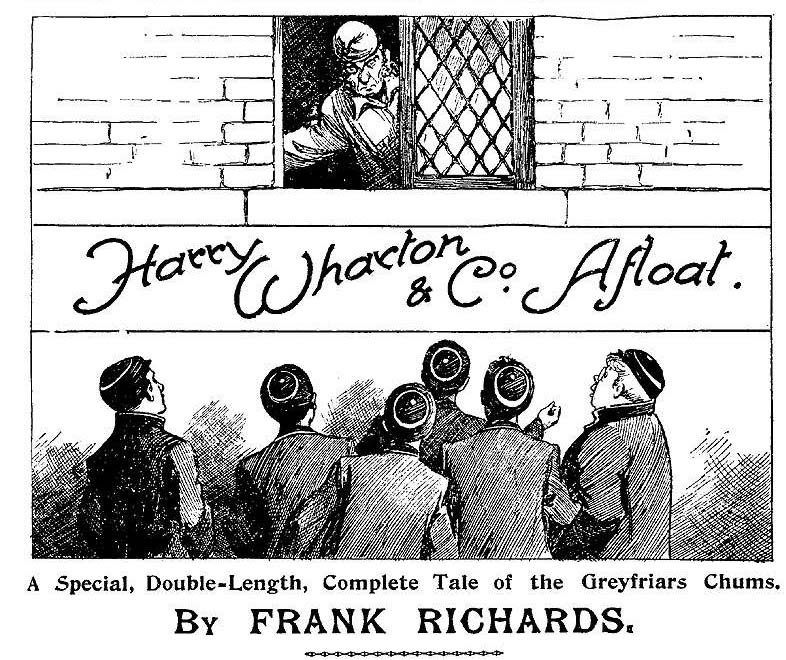 Harry Wharton & Co. Afloat.
A Special, Double-Length, Complete Tale of the Greyfriars Chums.
By FRANK RICHARDS.